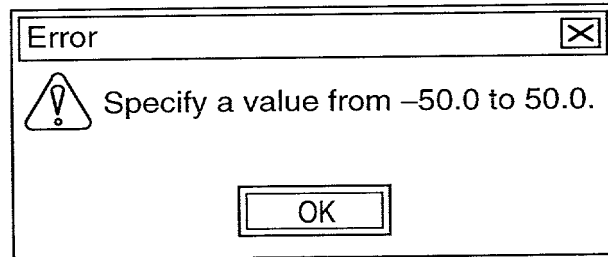 Error
Specify a value from –50.0 to 50.0.
OK